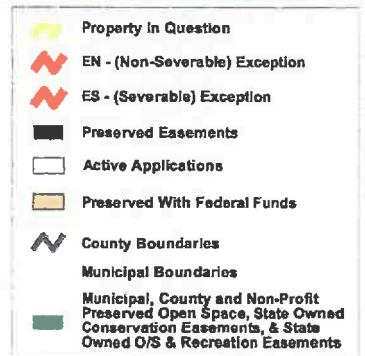 Property In Question
EN - (Non-Severable) Exception
ES - (Severable) Exception
Preserved Easements
Active Applications
Preserved With Federal Funds
County Boundaries
Municipal Boundaries
Municipal, County and Non-Profit
Preserved Open Space, State Owned
Conservation Easements, & State
Owned O/S & Recreation Easements